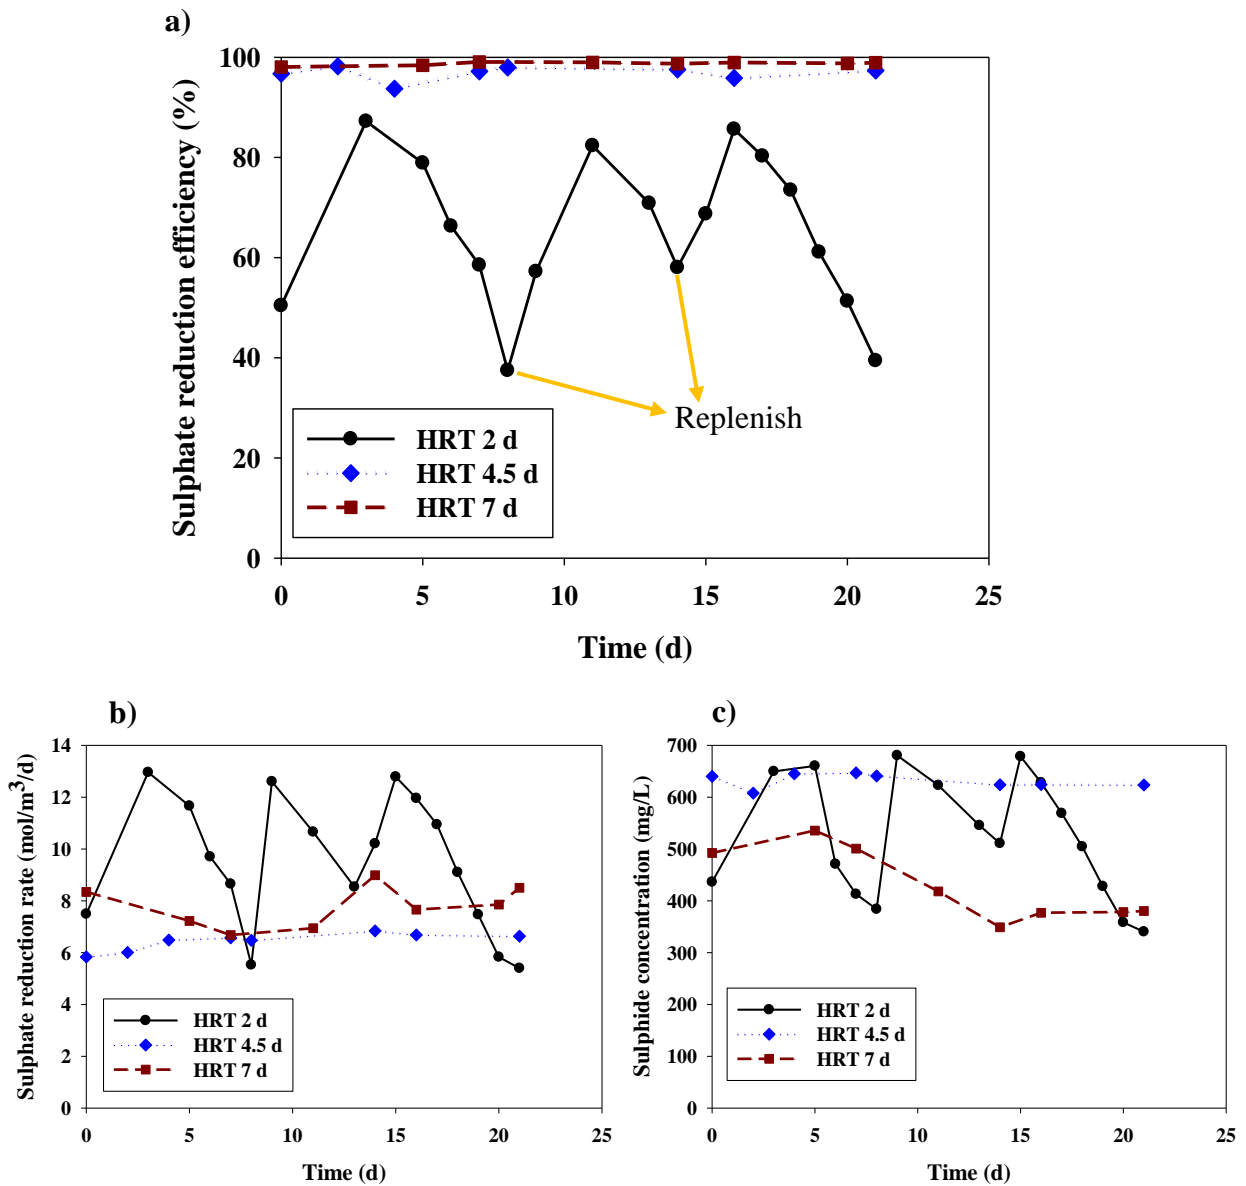 a)
Sulphate reduction efficiency (%)
100
80
60
40
20
0
Replenish
HRT 2 d
HRT 4.5 d
HRT 7 d
0 5 10 15 20 25
Time (d)
b)
Sulphate reduction rate (mol/m³/d)
14
12
10
8
6
4
2
0
HRT 2 d
HRT 4.5 d
HRT 7 d
0 5 10 15 20 25
Time (d)
c)
Sulphide concentration (mg/L)
700
600
500
400
300
200
100
0
HRT 2 d
HRT 4.5 d
HRT 7 d
0 5 10 15 20 25
Time (d)